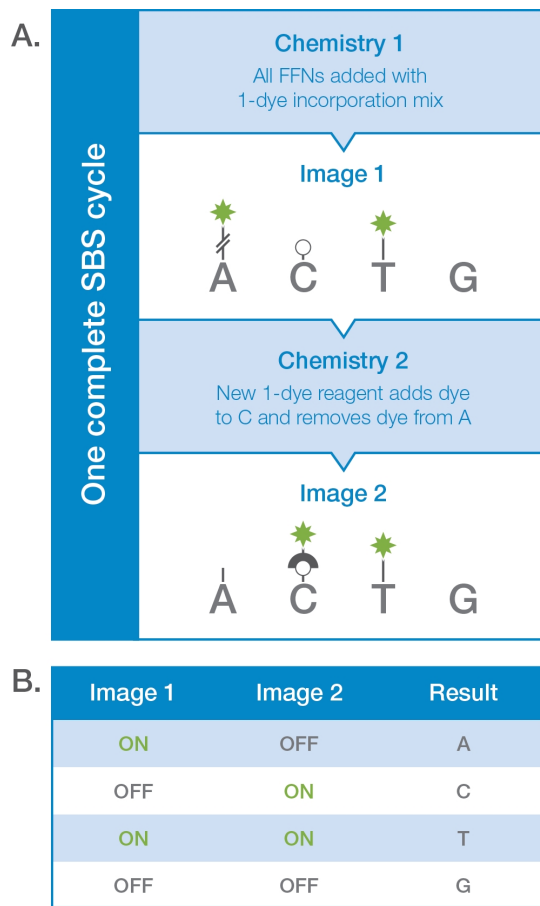 A.
One complete SBS cycle
Chemistry 1
All FFNs added with
1-dye incorporation mix
Image 1
A C T G
Chemistry 2
New 1-dye reagent adds dye
to C and removes dye from A
Image 2
A C T G
B.
Image 1 Image 2 Result
ON OFF A
OFF ON C
ON ON T
OFF OFF G